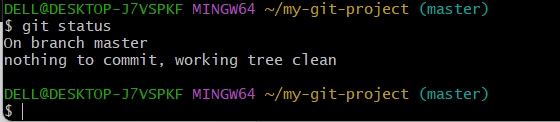 DELL@DESKTOP-J7VSPKF MINGW64 ~/my-git-project (master)
$ git status
On branch master
nothing to commit, working tree clean
DELL@DESKTOP-J7VSPKF MINGW64 ~/my-git-project (master)
$